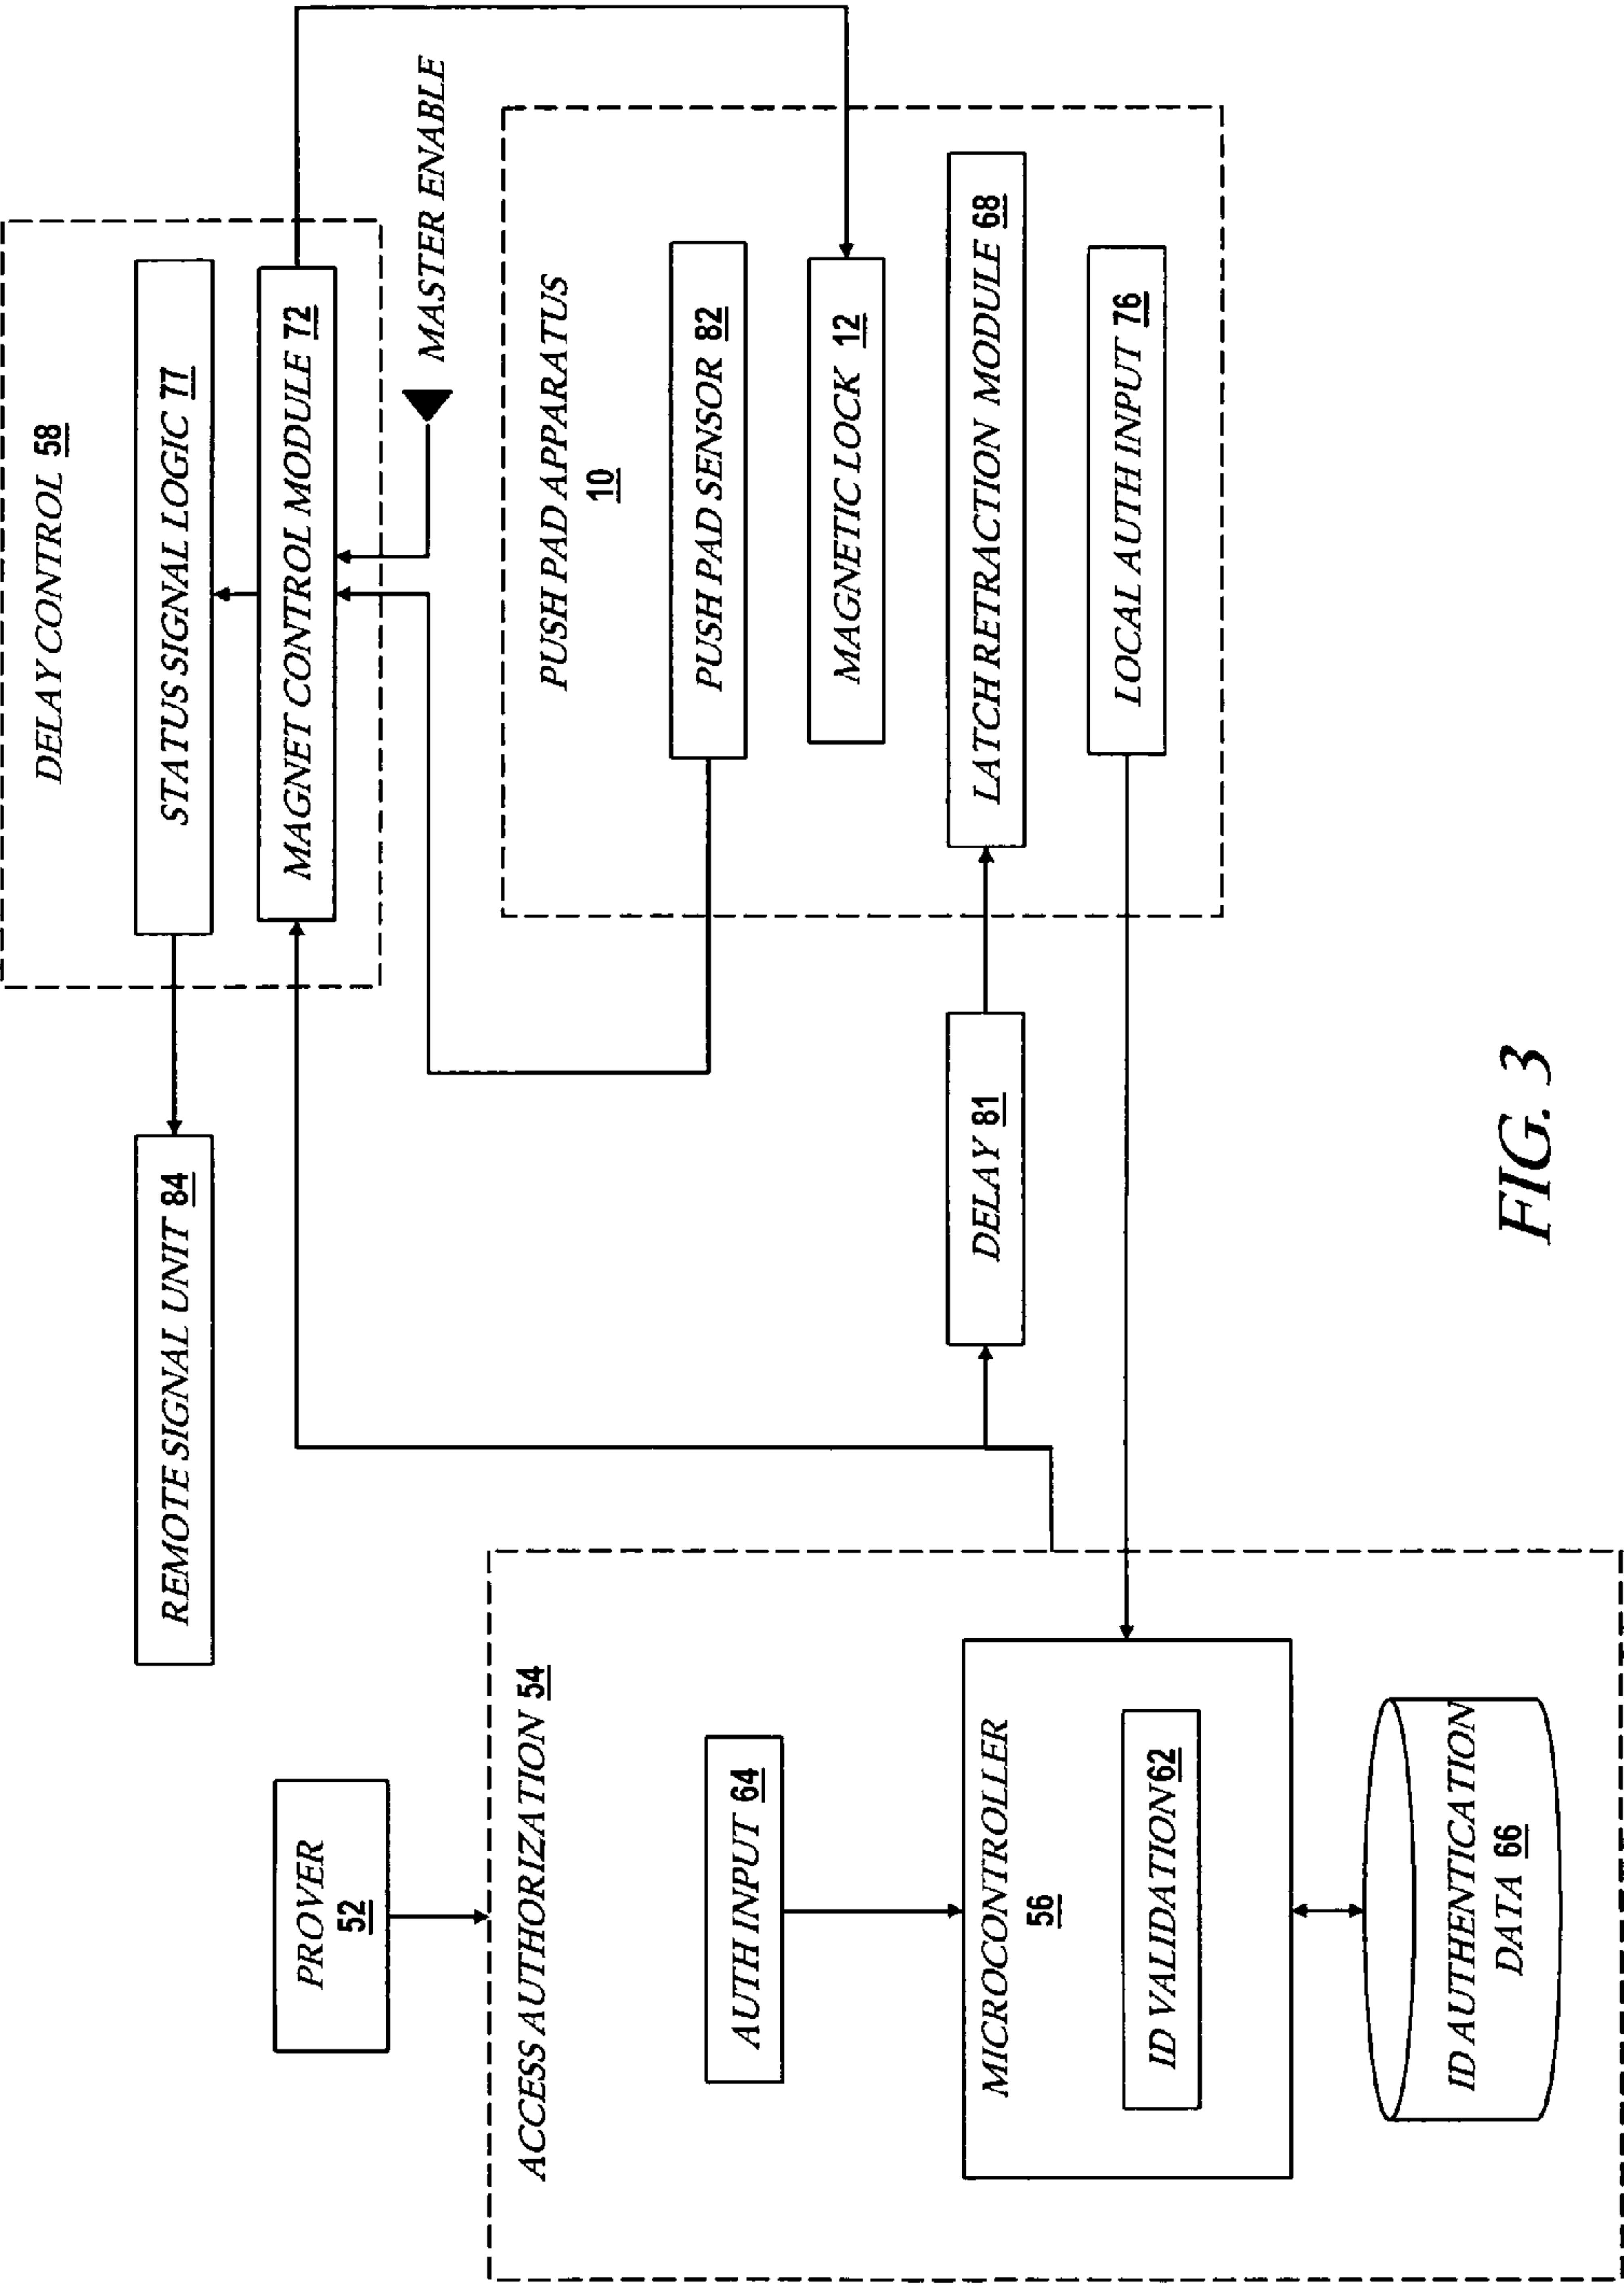 PROVER
52
REMOTE SIGNAL UNIT 84
DELAY CONTROL 58
STATUS SIGNAL LOGIC 77
MAGNET CONTROL MODULE 72
MASTER ENABLE
ACCESS AUTHORIZATION 54
AUTH INPUT 64
MICROCONTROLLER
56
ID VALIDATION 62
ID AUTHENTICATION
DATA 66
DELAY 81
PUSH PAD APPARATUS
10
PUSH PAD SENSOR 82
MAGNETIC LOCK 12
LATCH RETRACTION MODULE 68
LOCAL AUTH INPUT 76
FIG. 3